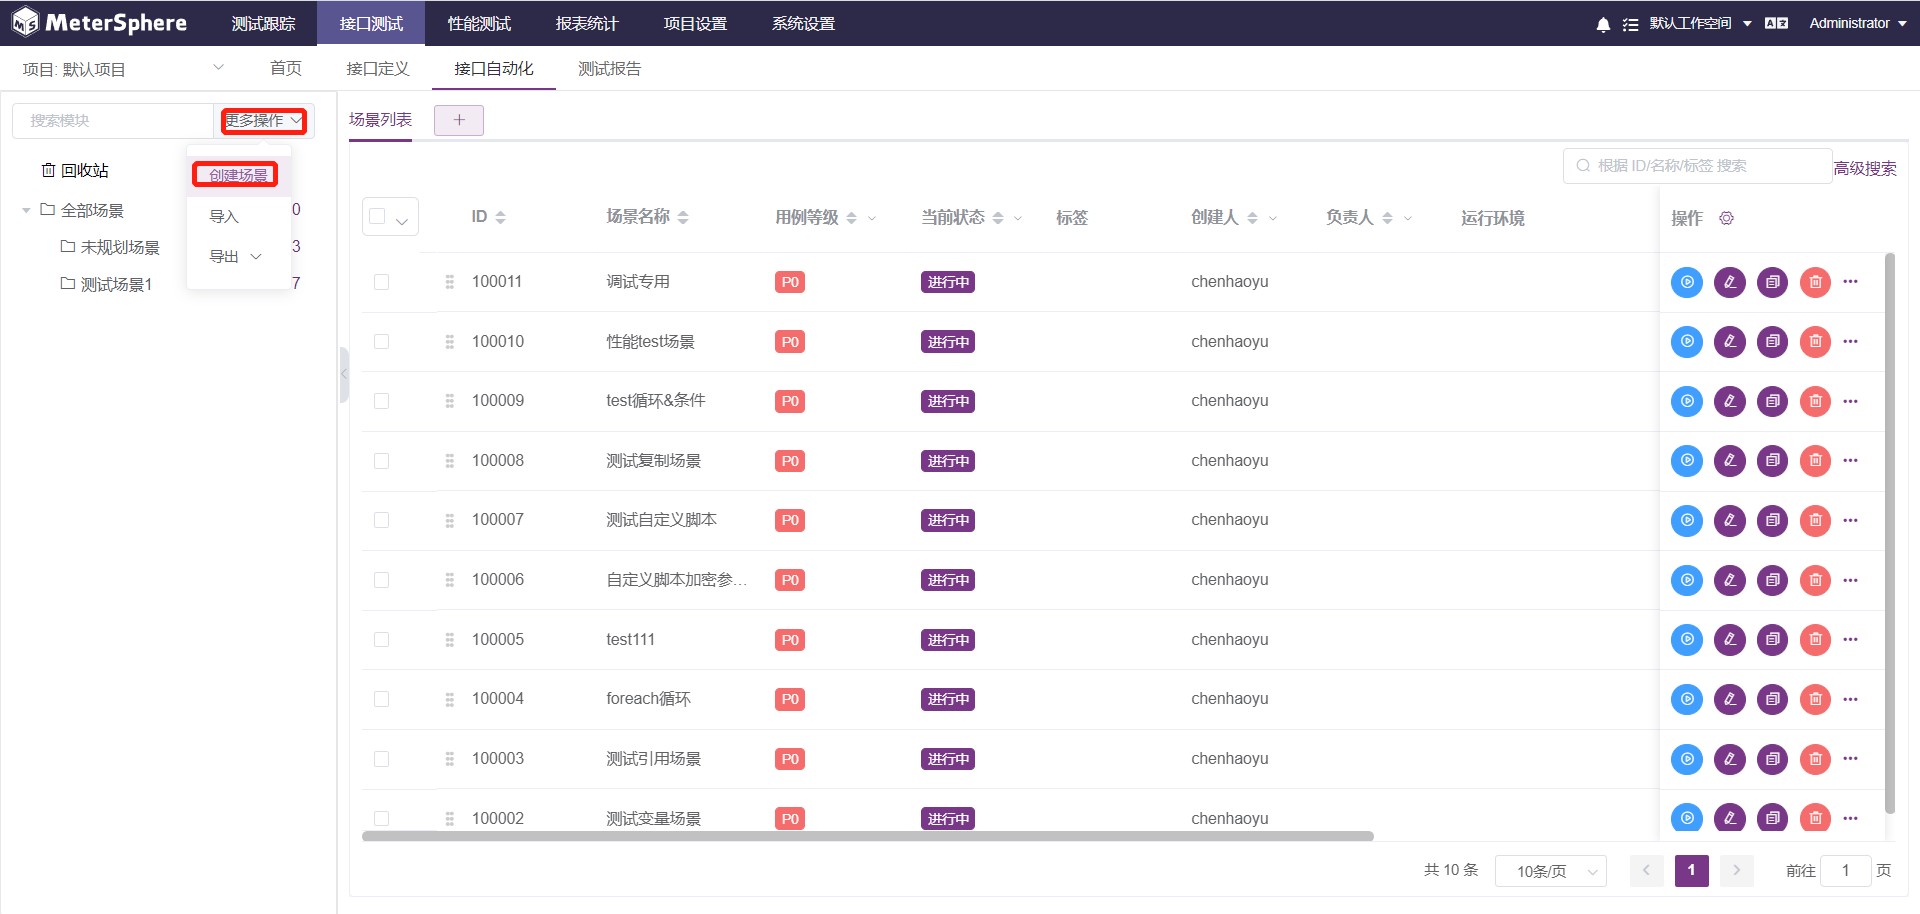 MeterSphere 测试跟踪 接口测试 性能测试 报表统计 项目设置 系统设置 默认工作空间 Administrator
项目: 默认项目 首页 接口定义 接口自动化 测试报告
搜索模块 更多操作 场景列表 +
回收站 创建场景 根据 ID/名称/标签 搜索 高级搜索
全部场景 导入 0 ID 场景名称 用例等级 当前状态 标签 创建人 负责人 运行环境 操作
未规划场景 导出 3
测试场景1 7
100011 调试专用 P0 进行中 chenhaoyu
100010 性能test场景 P0 进行中 chenhaoyu
100009 test循环&条件 P0 进行中 chenhaoyu
100008 测试复制场景 P0 进行中 chenhaoyu
100007 测试自定义脚本 P0 进行中 chenhaoyu
100006 自定义脚本加密参... P0 进行中 chenhaoyu
100005 test111 P0 进行中 chenhaoyu
100004 foreach循环 P0 进行中 chenhaoyu
100003 测试引用场景 P0 进行中 chenhaoyu
100002 测试变量场景 P0 进行中 chenhaoyu
共 10 条 10条/页 1 前往 1 页